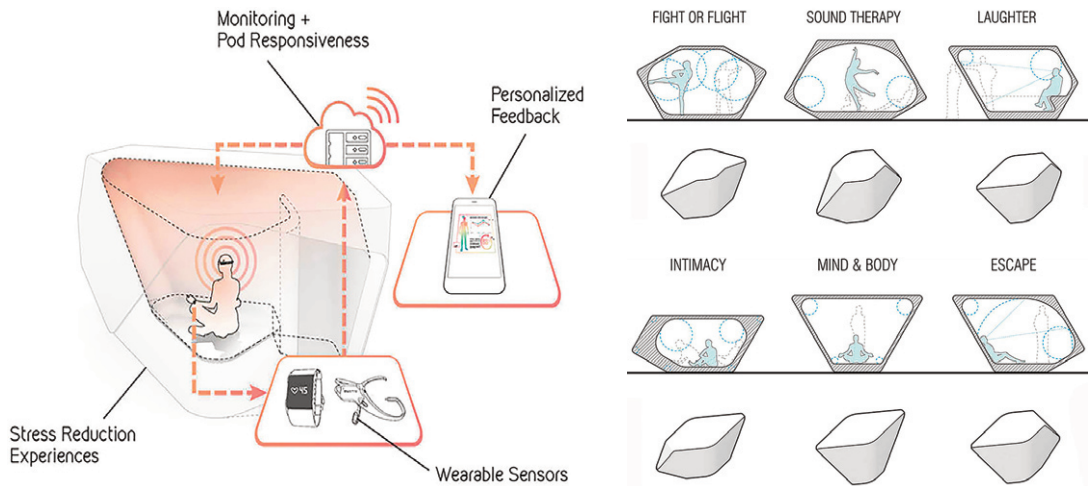 Monitoring +
Pod Responsiveness
Personalized
Feedback
45
Stress Reduction
Experiences
Wearable Sensors
FIGHT OR FLIGHT
SOUND THERAPY
LAUGHTER
INTIMACY
MIND & BODY
ESCAPE